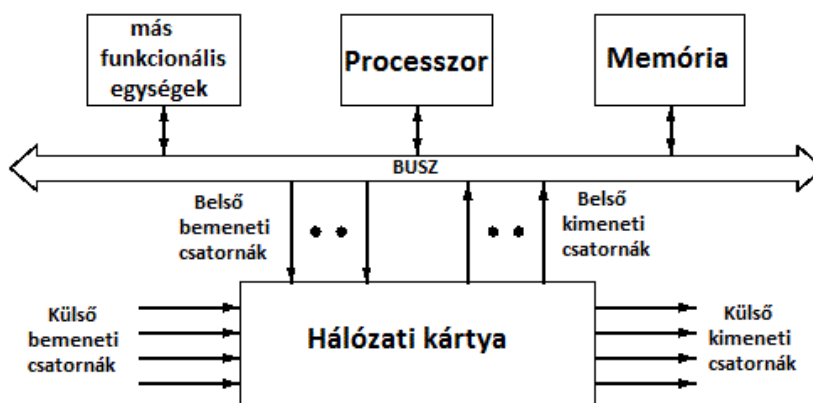 más
funkcionális
egységek
Processzor
Memória
BUSZ
Belső
bemeneti
csatornák
Belső
kimeneti
csatornák
Külső
bemeneti
csatornák
Hálózati kártya
Külső
kimeneti
csatornák